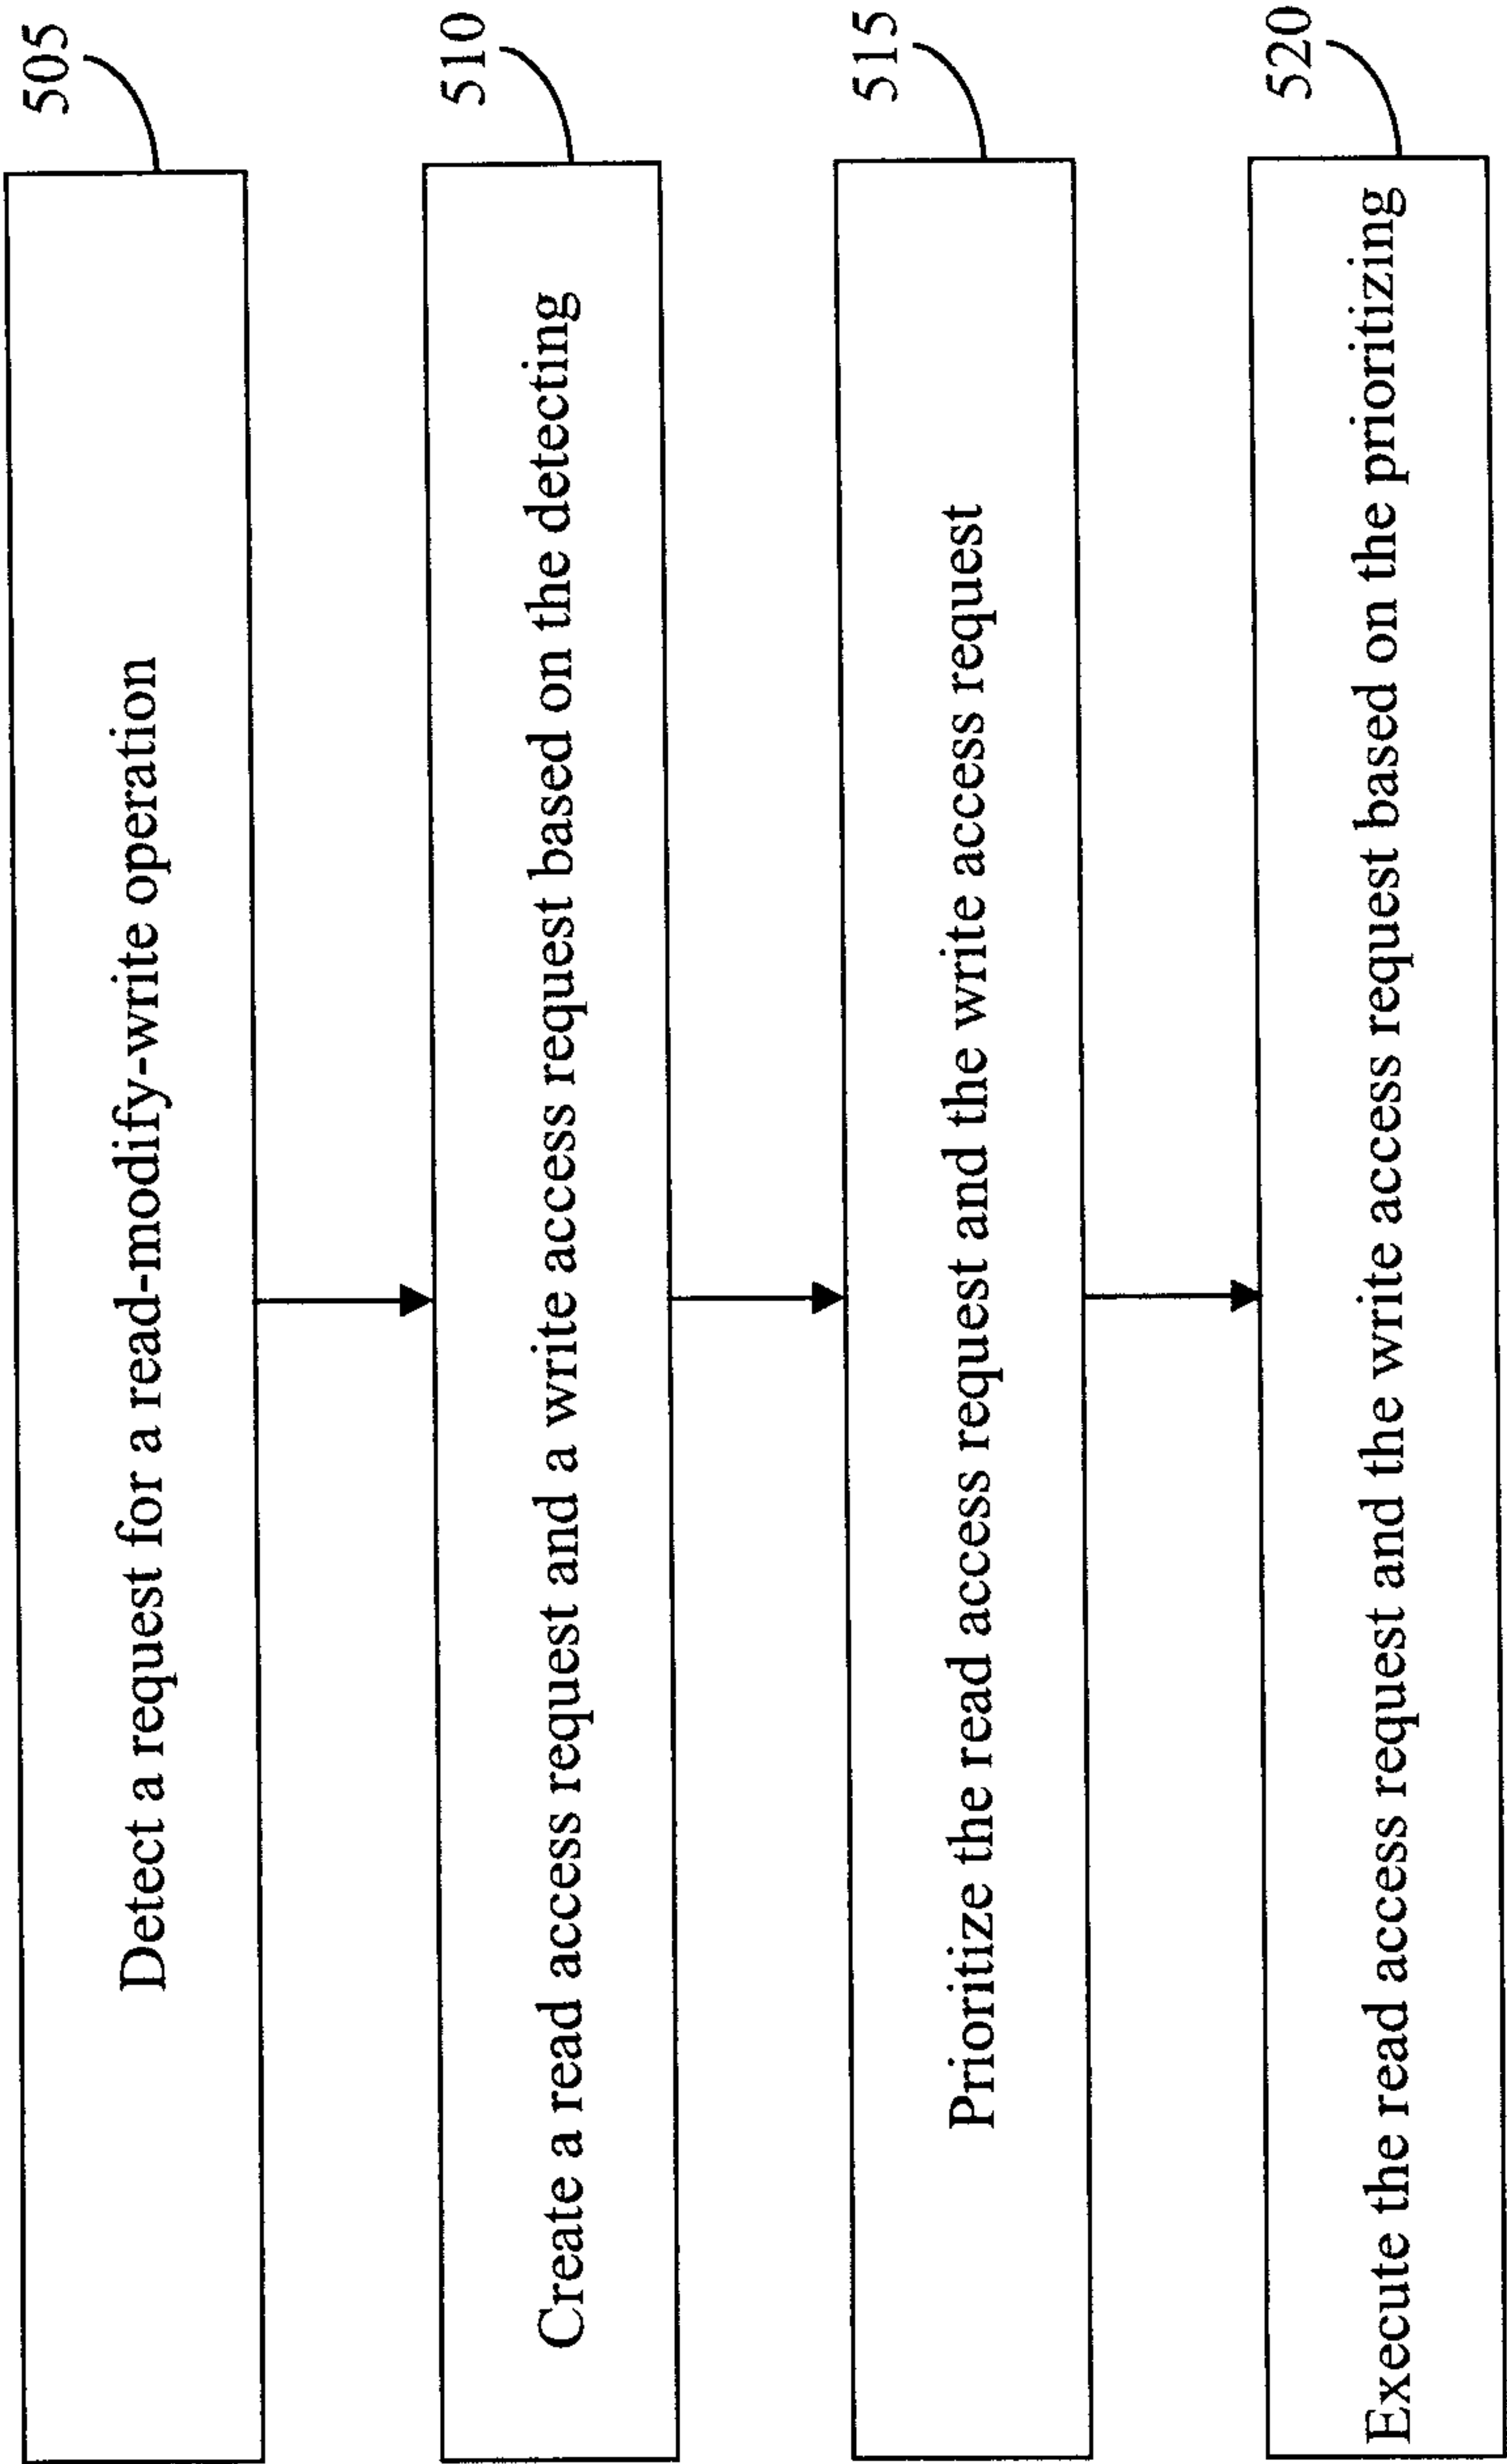 505
Detect a request for a read-modify-write operation
510
Create a read access request and a write access request based on the detecting
515
Prioritize the read access request and the write access request
520
Execute the read access request and the write access request based on the prioritizing